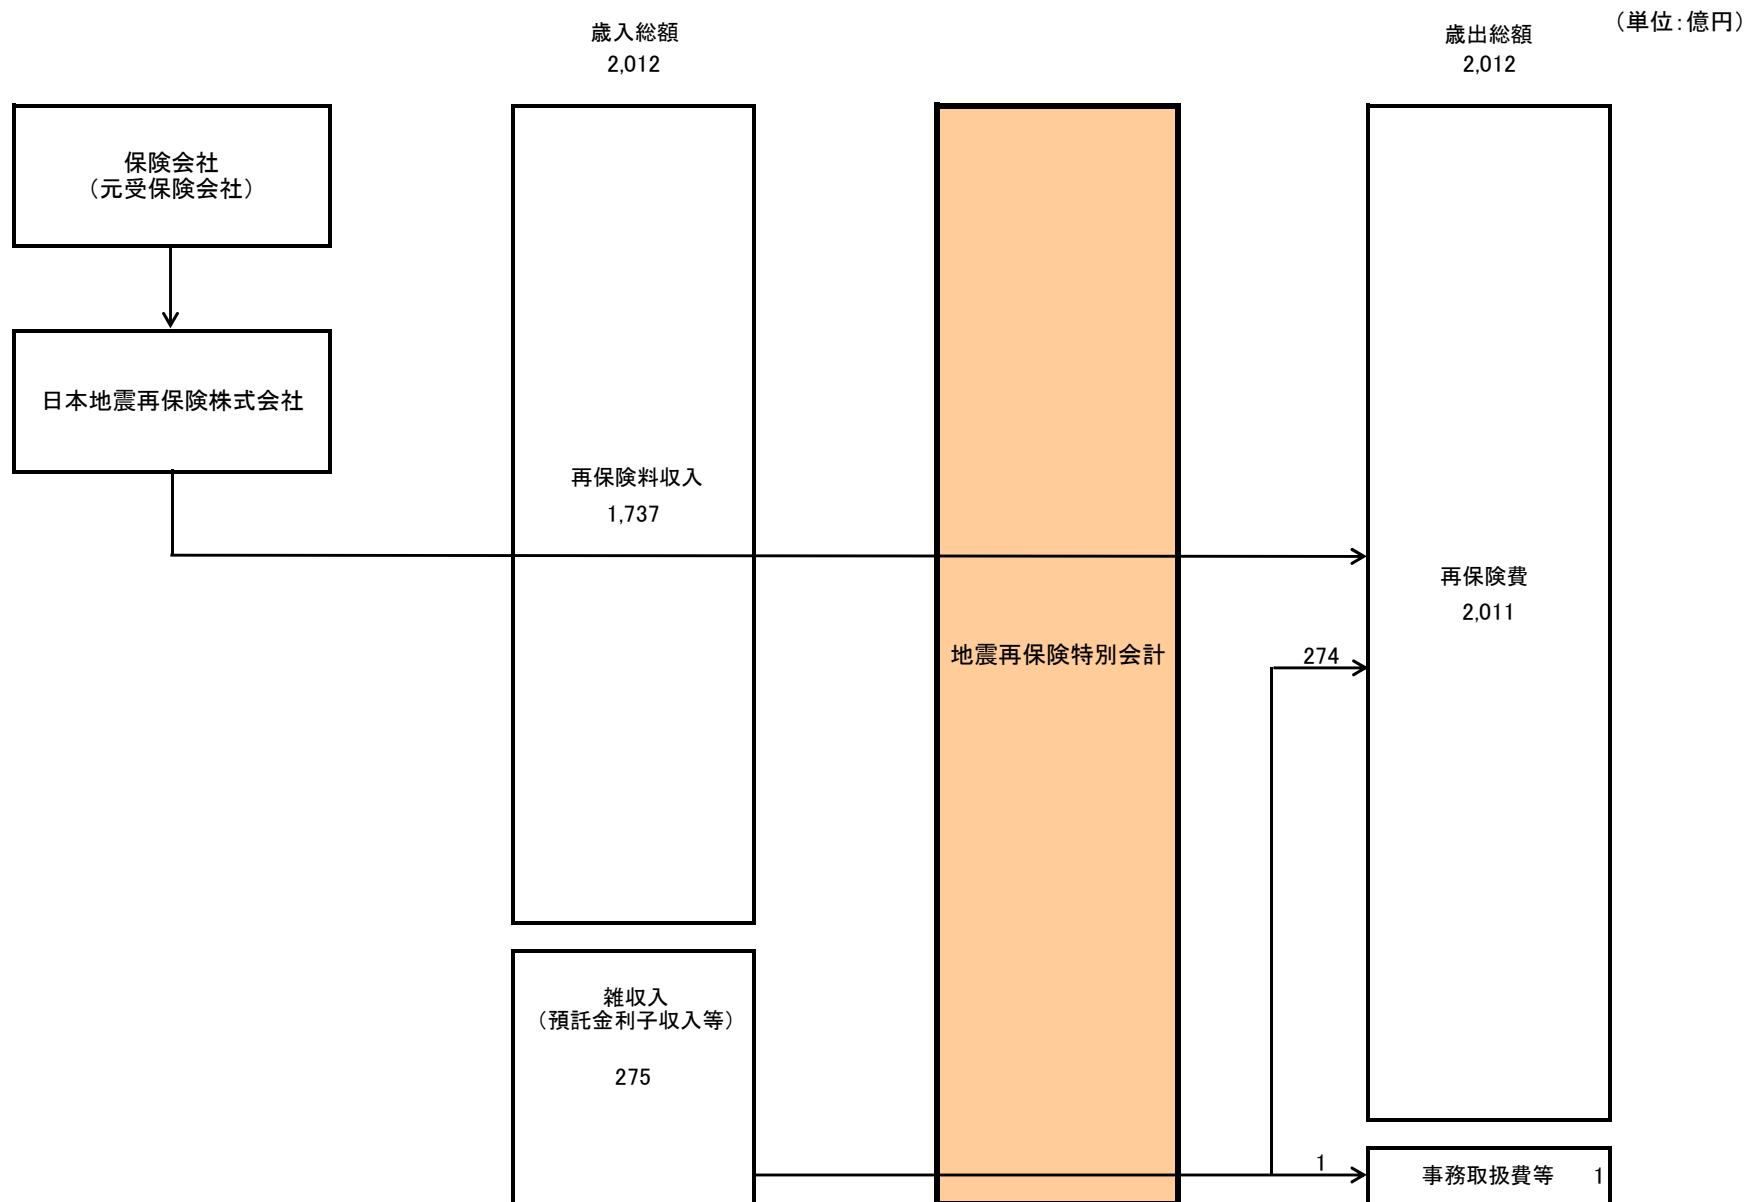 （単位：億円）
歳入総額
2,012
歳出総額
2,012
保険会社
（元受保険会社）
日本地震再保険株式会社
再保険料収入
1,737
地震再保険特別会計
再保険費
2,011
274
雑収入
（預託金利子収入等）
275
1
事務取扱費等 1